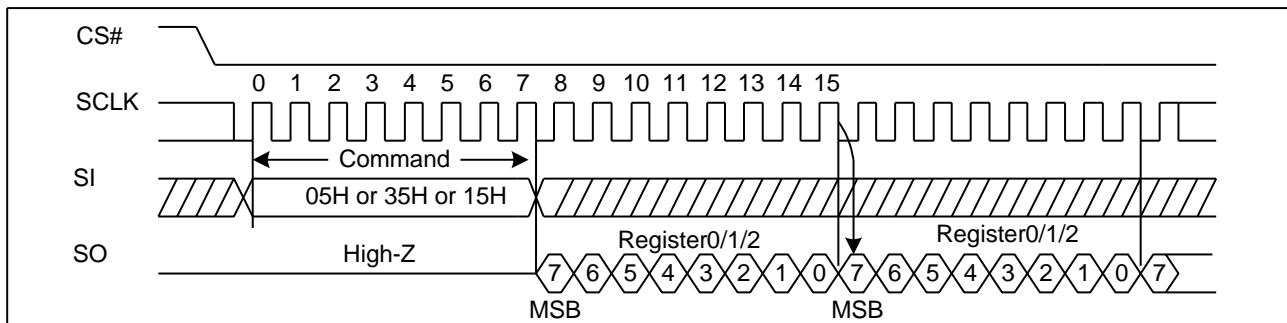 CS#
0 1 2 3 4 5 6 7 8 9 10 11 12 13 14 15
SCLK
Command
SI
05H or 35H or 15H
Register0/1/2 Register0/1/2
SO High-Z
7 6 5 4 3 2 1 0 7 6 5 4 3 2 1 0 7
MSB MSB